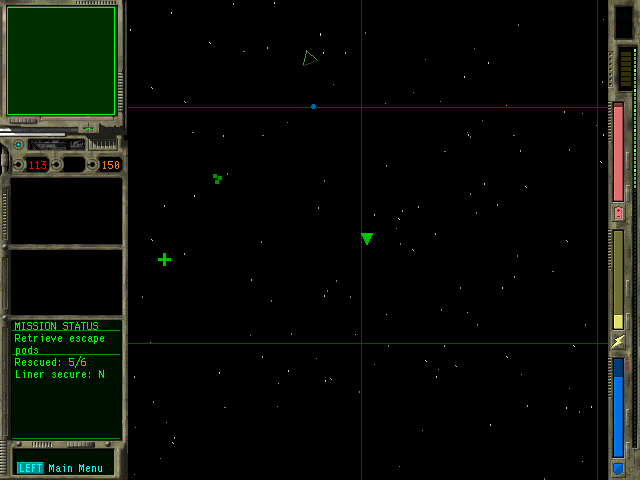 113
150
MISSION STATUS
Retrieve escape
pods
Rescued: 5/6
Liner secure: N
LEFT Main Menu